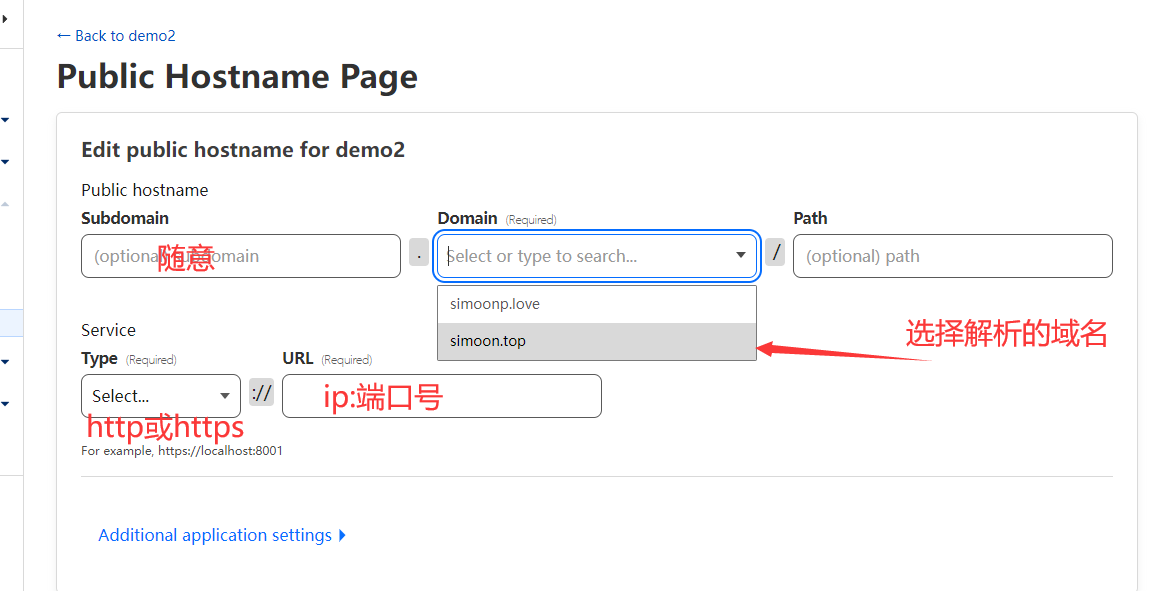 ← Back to demo2
Public Hostname Page
Edit public hostname for demo2
Public hostname
Subdomain
Domain (Required)
Path
(optional) subdomain
随意
.
Select or type to search...
/
(optional) path
simoonp.love
simoon.top
选择解析的域名
Service
Type (Required)
URL (Required)
Select...
://
ip:端口号
http或https
For example, https://localhost:8001
Additional application settings